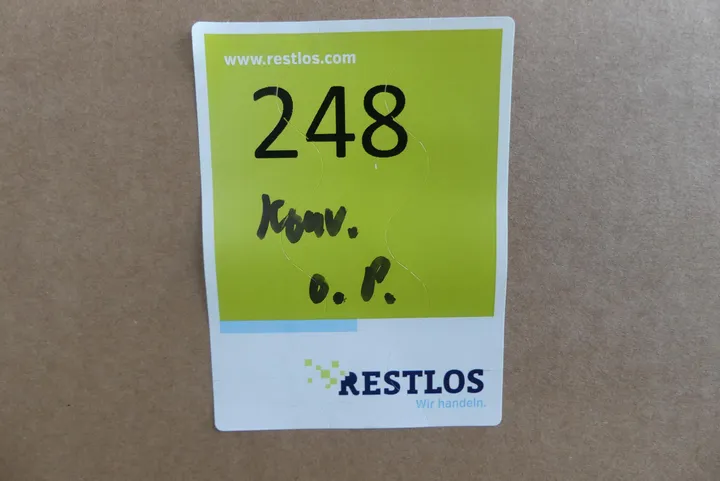 www.restlos.com
248
Konv.
o. P.
RESTLOS
Wir handeln.